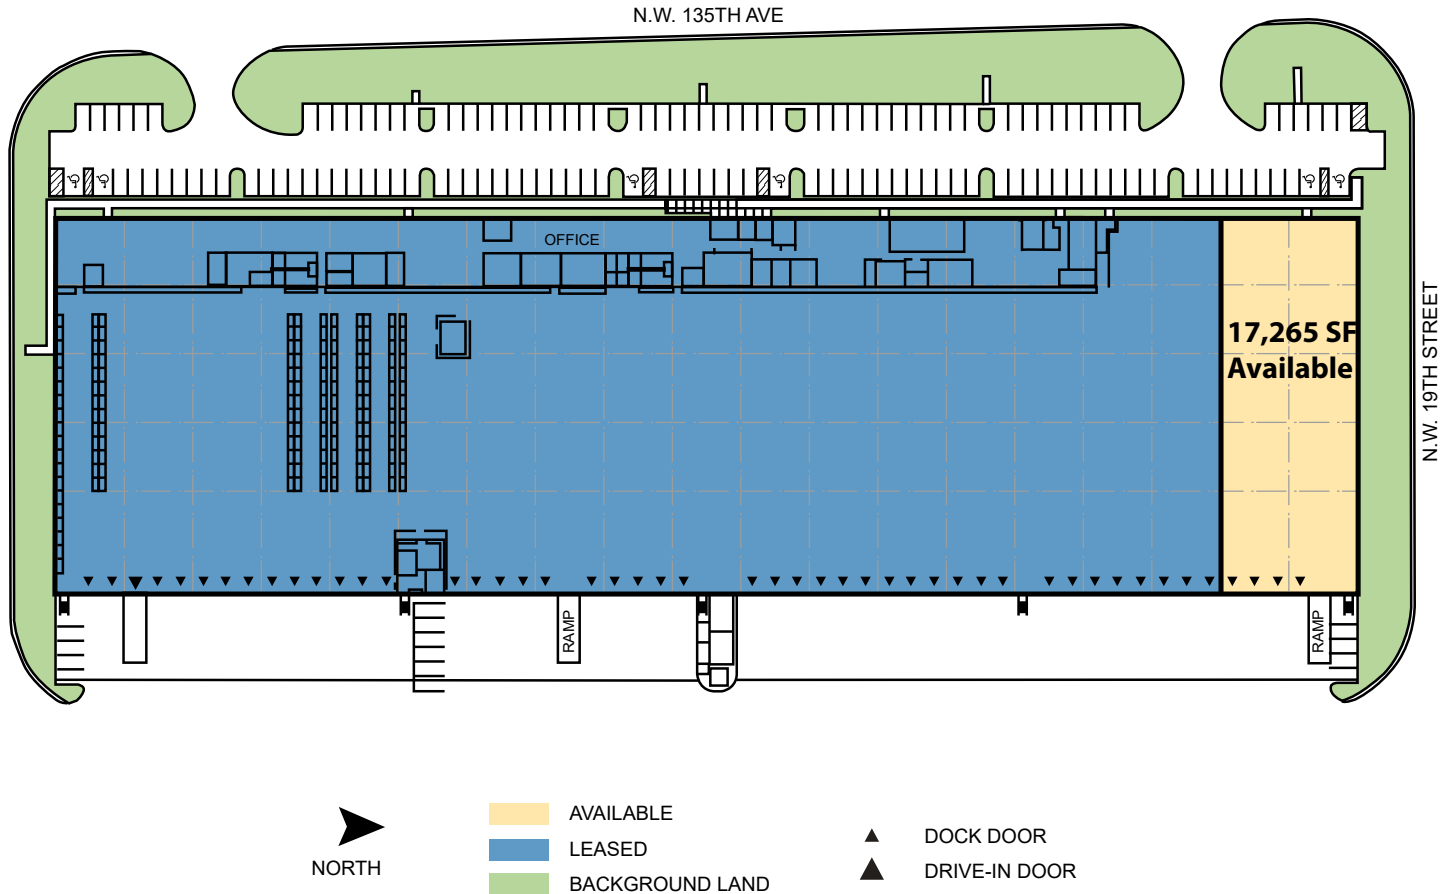 N.W. 135TH AVE
OFFICE
17,265 SF
Available
N.W. 19TH STREET
RAMP
RAMP
NORTH
AVAILABLE
LEASED
BACKGROUND LAND
DOCK DOOR
DRIVE-IN DOOR